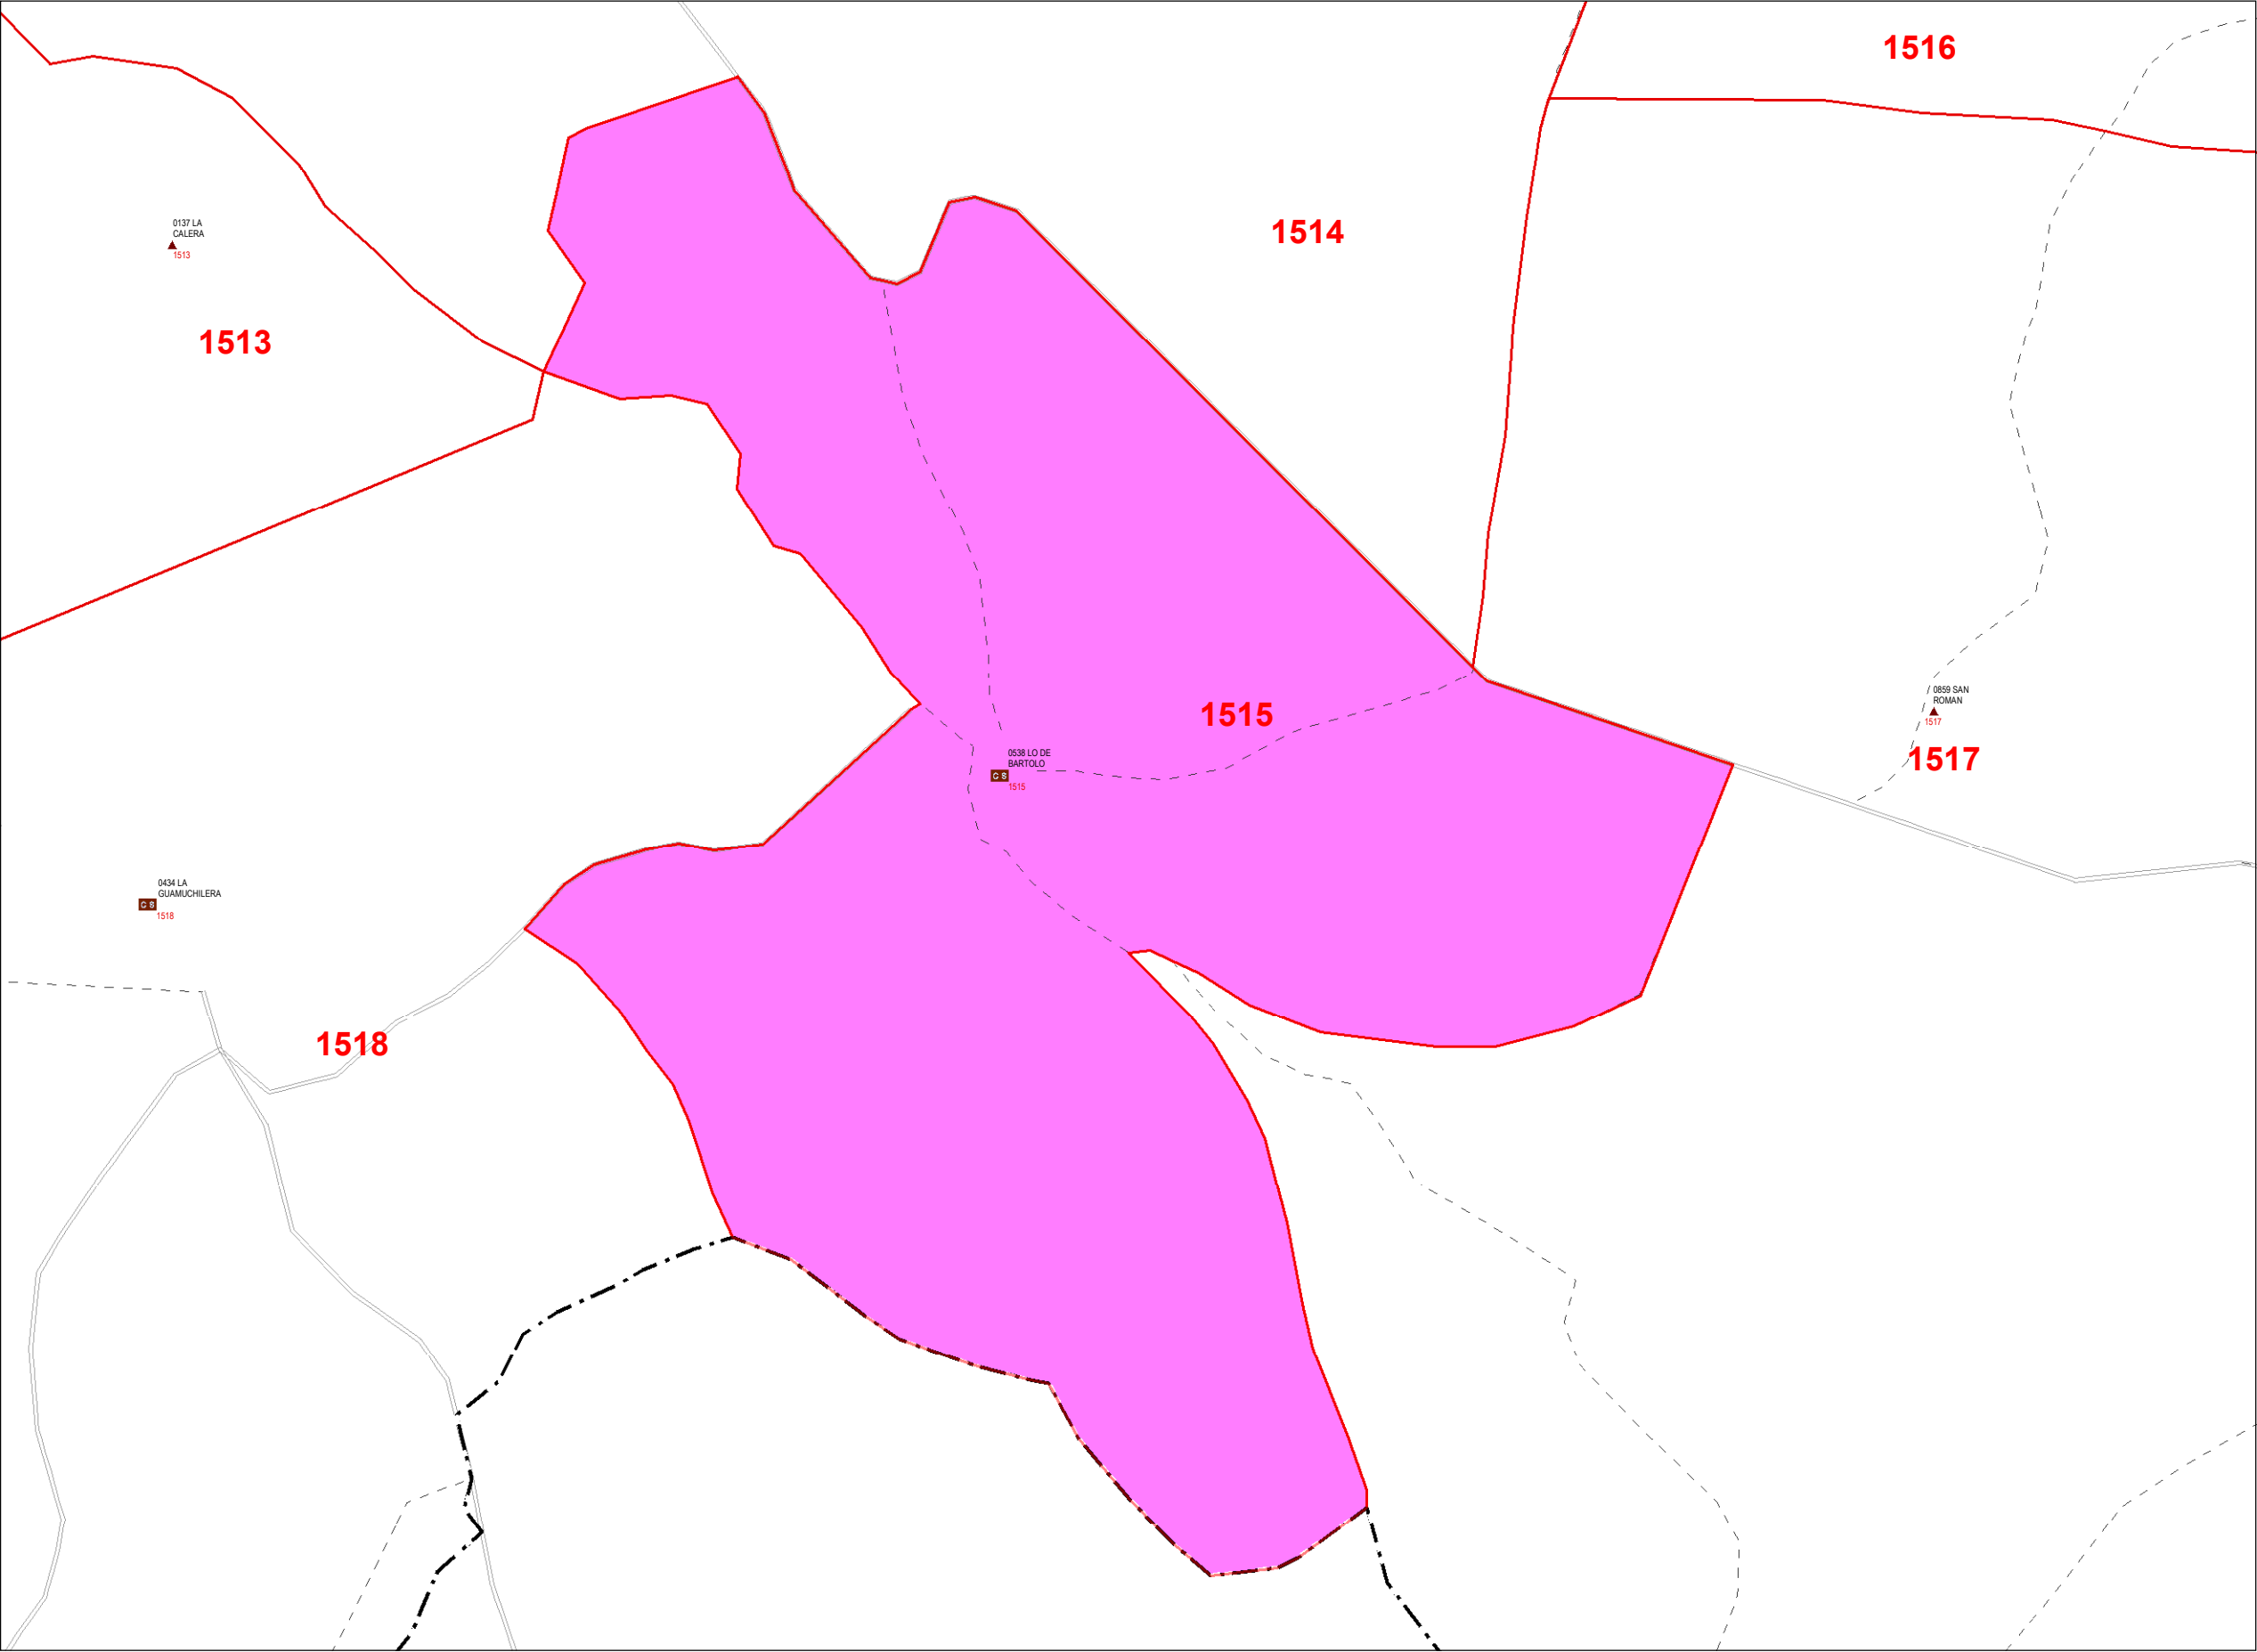 1516
0137 LA
CALERA
1513
1514
1513
0859 SAN
ROMAN
1517
1515
1517
0538 LO DE
BARTOLO
C S
1515
0434 LA
GUAMUCHILERA
C S
1518
1518